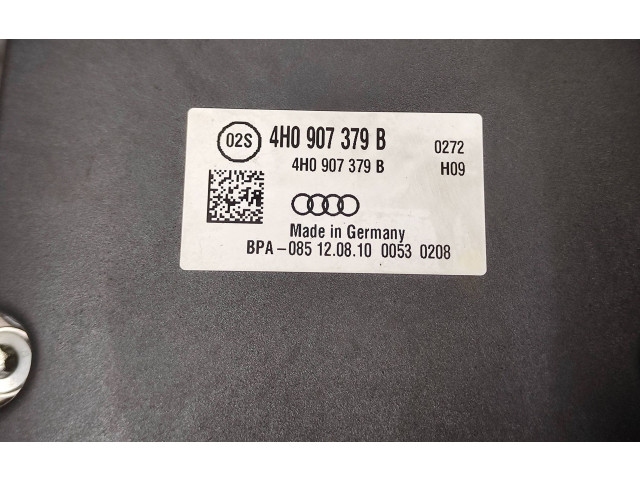 02S 4H0 907 379 B 0272
4H0 907 379 B H09
Made in Germany
BPA-085 12.08.10 0053 0208